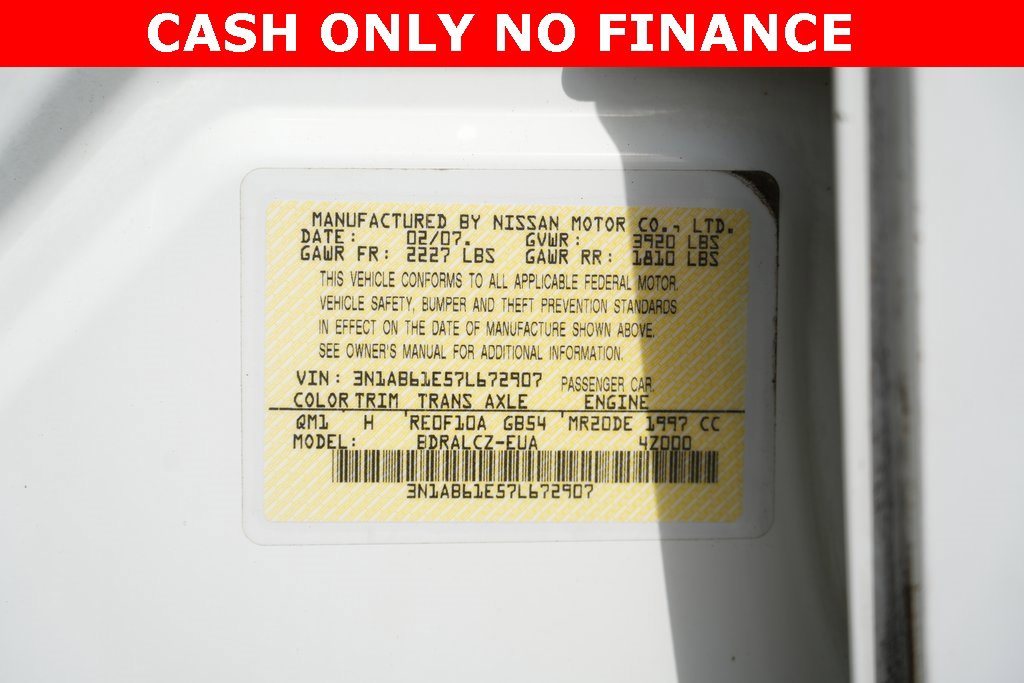 CASH ONLY NO FINANCE
MANUFACTURED BY NISSAN MOTOR CO., LTD.
DATE: 02/07. GVWR: 3920 LBS
GAWR FR: 2227 LBS GAWR RR: 1810 LBS
THIS VEHICLE CONFORMS TO ALL APPLICABLE FEDERAL MOTOR
VEHICLE SAFETY, BUMPER AND THEFT PREVENTION STANDARDS
IN EFFECT ON THE DATE OF MANUFACTURE SHOWN ABOVE.
SEE OWNER'S MANUAL FOR ADDITIONAL INFORMATION.
VIN: 3N1AB61E57L672907 PASSENGER CAR
COLOR TRIM TRANS AXLE ENGINE
QM1 H RE0F10A GB54 MR20DE 1997 CC
MODEL: BDRALCZ-EUA 4Z000
3N1AB61E57L672907